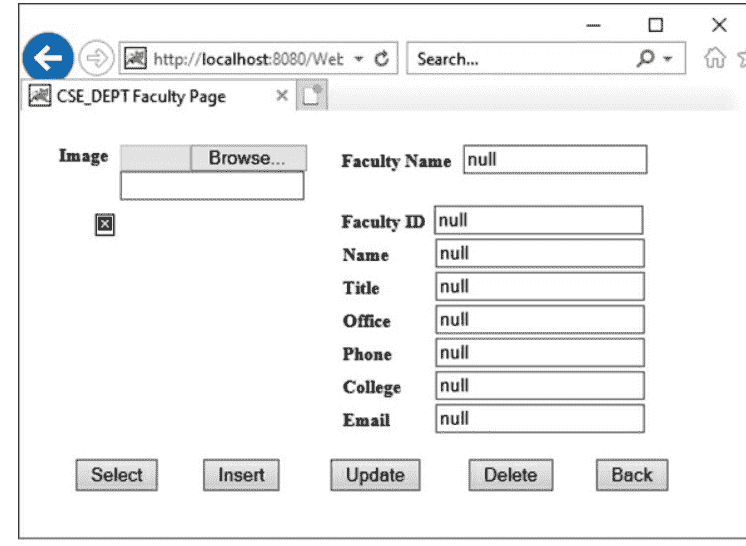 http://localhost:8080/Wet Search...
CSE_DEPT Faculty Page
Image Browse... Faculty Name null
Faculty ID null
Name null
Title null
Office null
Phone null
College null
Email null
Select Insert Update Delete Back